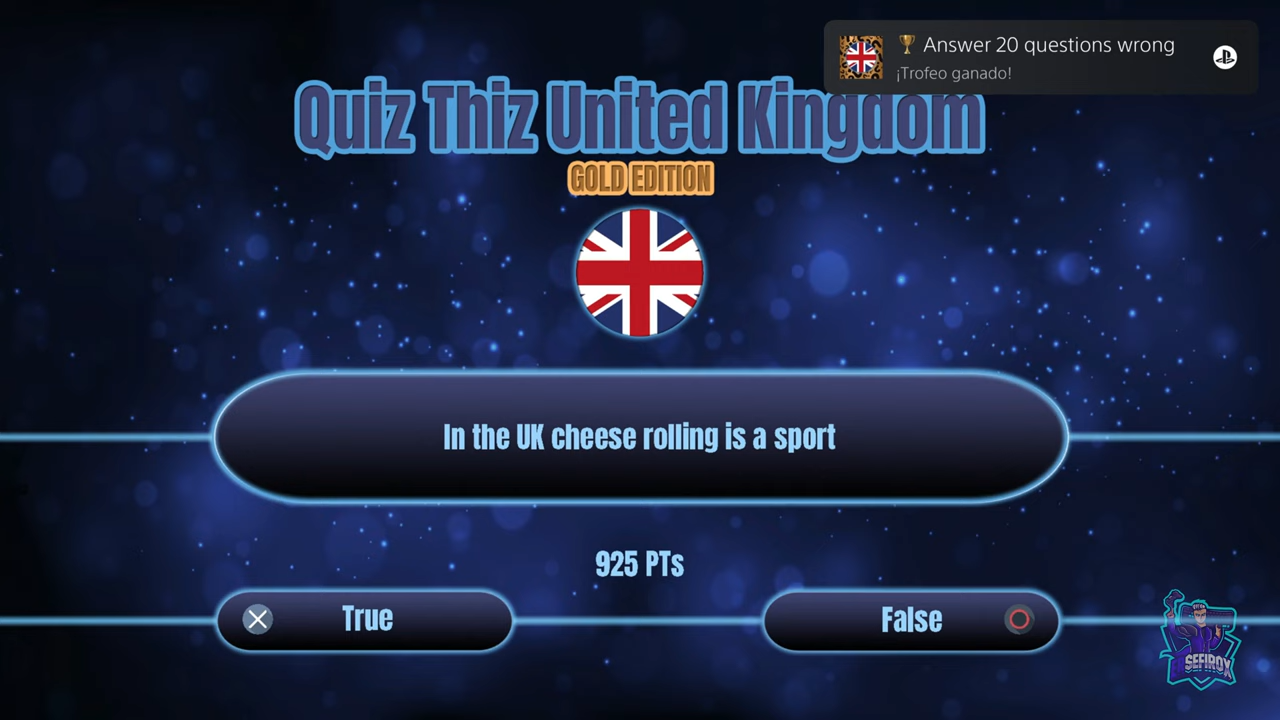 Answer 20 questions wrong
¡Trofeo ganado!
Quiz Thiz United Kingdom
GOLD EDITION
In the UK cheese rolling is a sport
925 PTs
True
False
SEFIROX